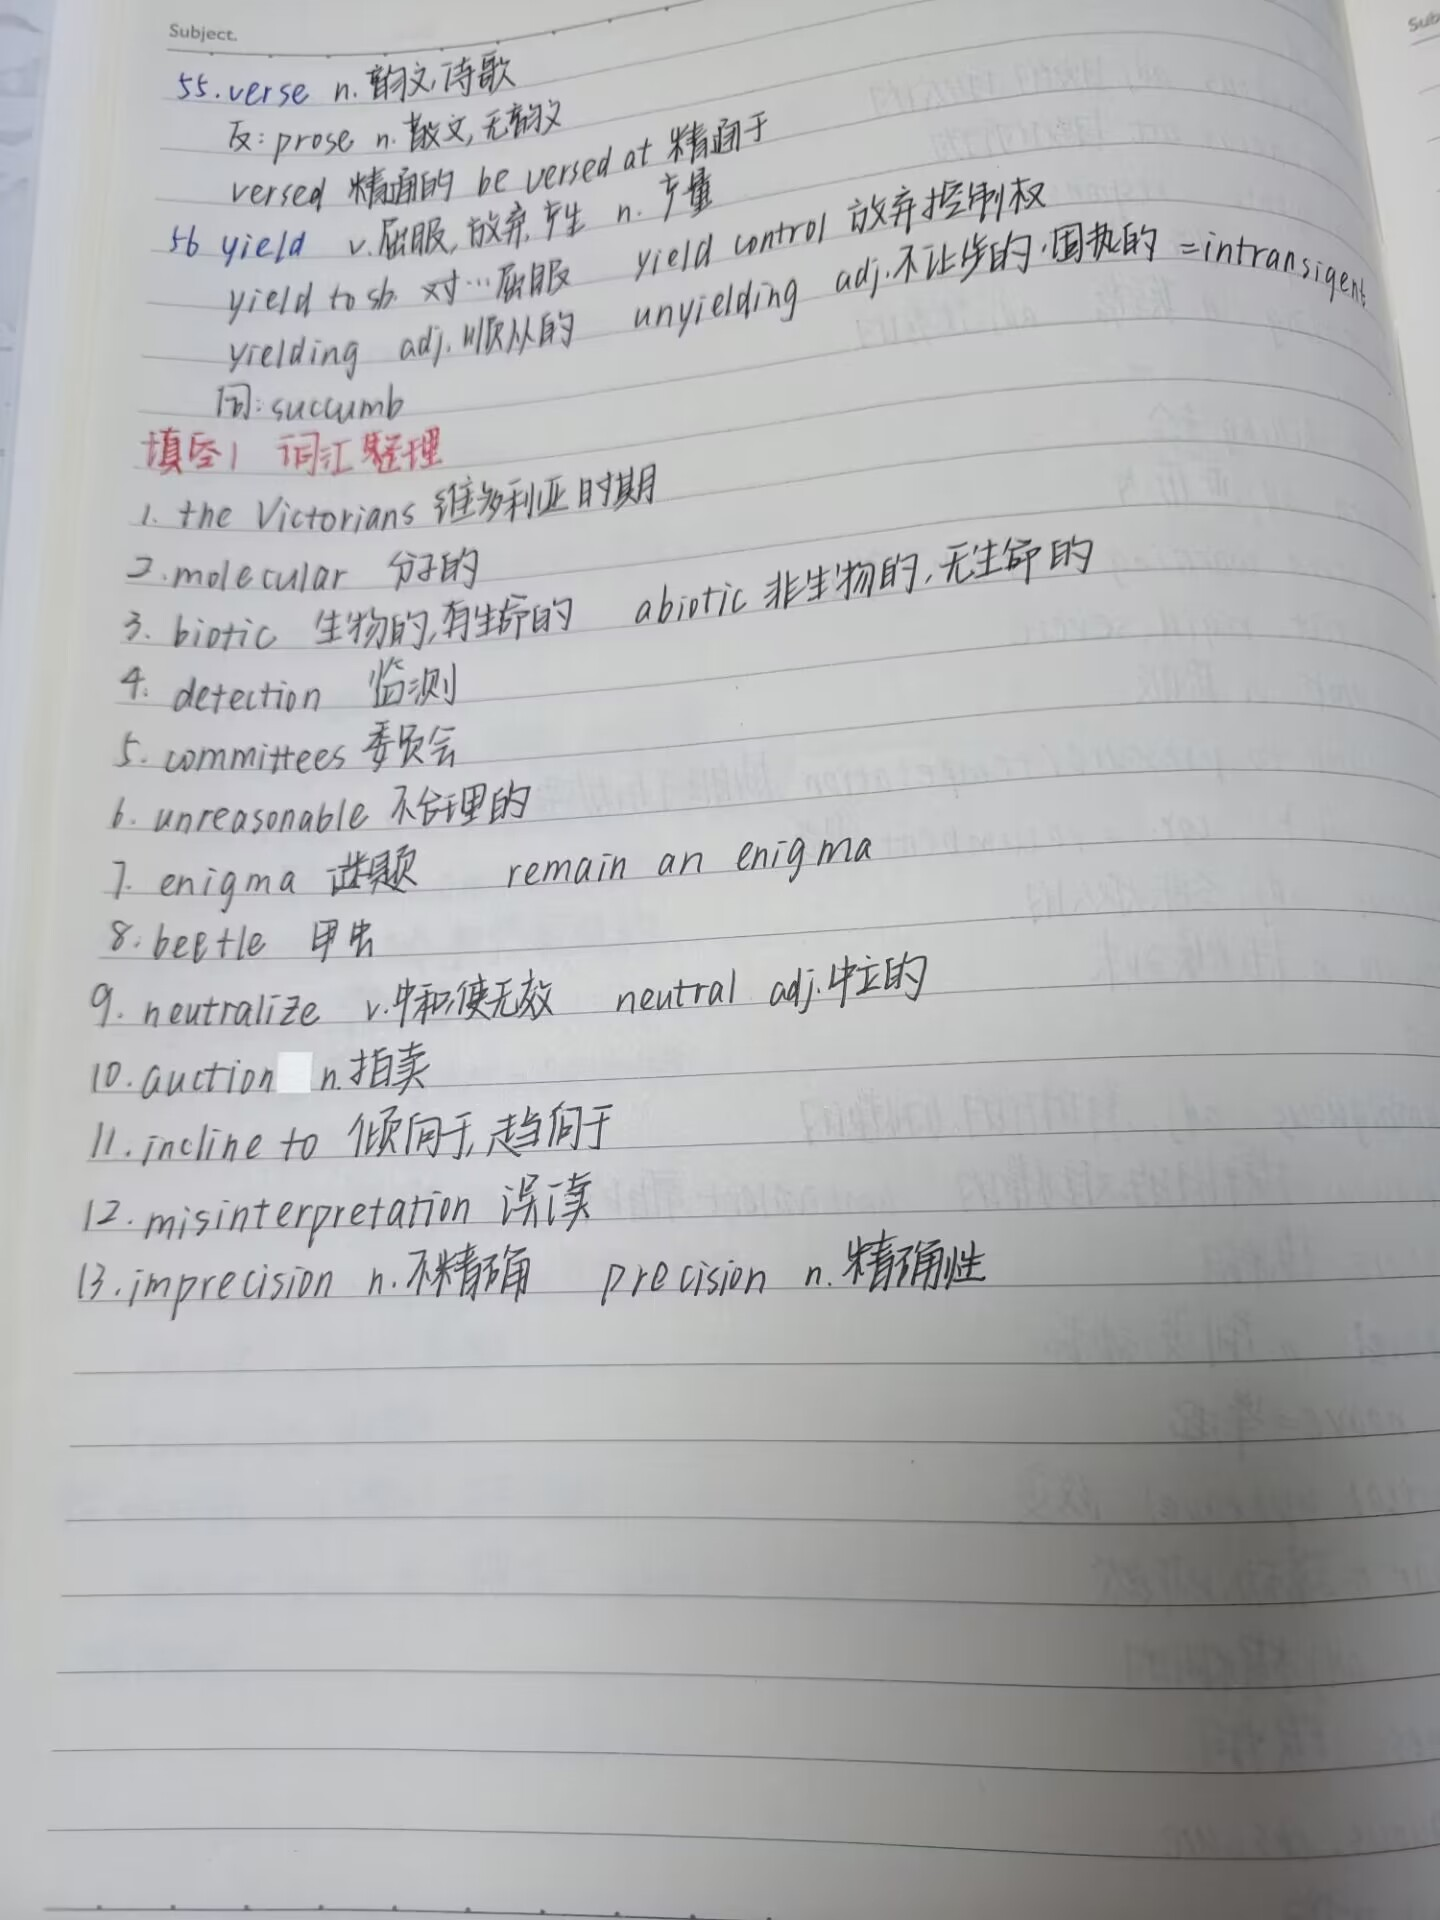 Subject.
55.verse n.韵文,诗歌
反:prose n.散文,无韵文
versed 精通的 be versed at 精通于
56 yield v.屈服,放弃,产生 n.产量
yield to sb. 对…屈服 yield control 放弃控制权
yielding adj.顺从的 unyielding adj.不让步的.固执的 =intransigent
同:succumb
填空1 词汇整理
1. the Victorians 维多利亚时期
2.molecular 分子的
3. biotic 生物的,有生命的 abiotic 非生物的,无生命的
4. detection 监测
5. committees 委员会
6. unreasonable 不合理的
7. enigma 谜题 remain an enigma
8.beetle 甲虫
9. neutralize v.中和,使无效 neutral adj.中立的
10.auction n.拍卖
11.incline to 倾向于,趋向于
12.misinterpretation 误读
13.imprecision n.不精确 precision n.精确性